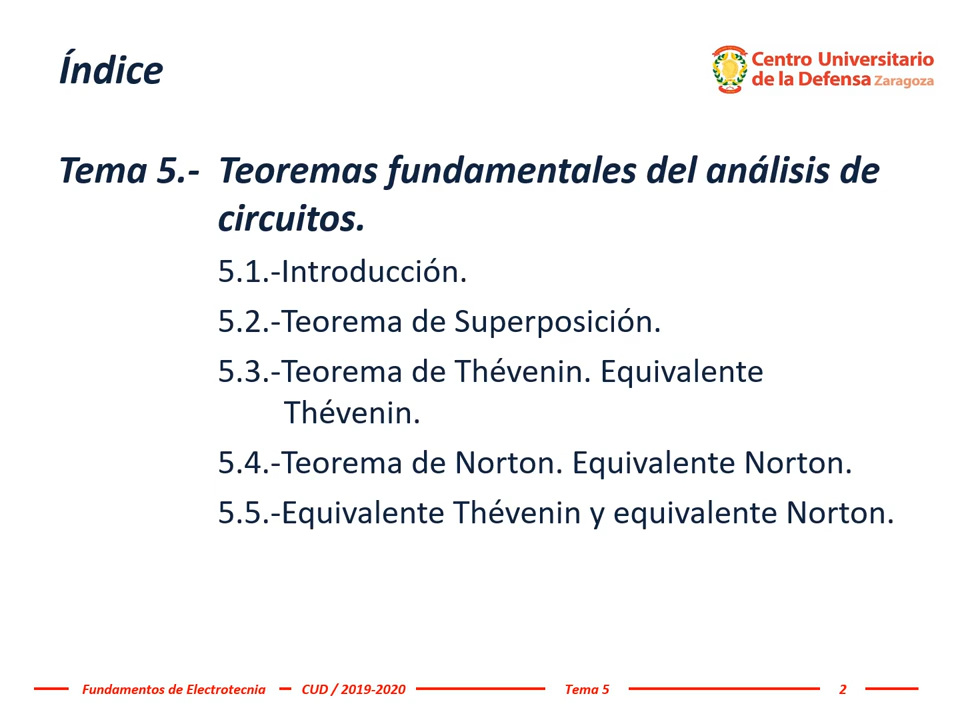 Índice
Centro Universitario
de la Defensa Zaragoza
Tema 5.- Teoremas fundamentales del análisis de
circuitos.
5.1.-Introducción.
5.2.-Teorema de Superposición.
5.3.-Teorema de Thévenin. Equivalente
Thévenin.
5.4.-Teorema de Norton. Equivalente Norton.
5.5.-Equivalente Thévenin y equivalente Norton.
Fundamentos de Electrotecnia CUD / 2019-2020 Tema 5 2